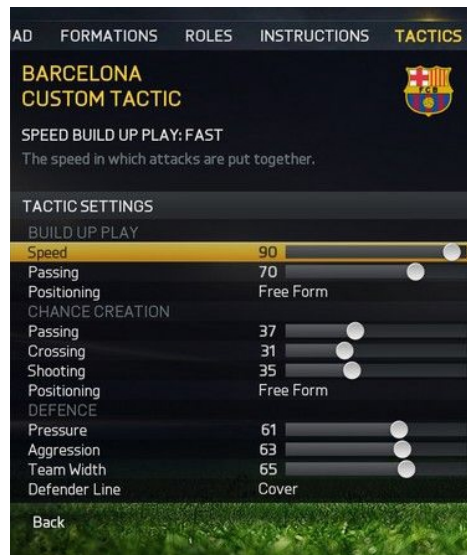 AD FORMATIONS ROLES INSTRUCTIONS TACTICS
BARCELONA
CUSTOM TACTIC
FCB
SPEED BUILD UP PLAY: FAST
The speed in which attacks are put together.
TACTIC SETTINGS
BUILD UP PLAY
Speed 90
Passing 70
Positioning Free Form
CHANCE CREATION
Passing 37
Crossing 31
Shooting 35
Positioning Free Form
DEFENCE
Pressure 61
Aggression 63
Team Width 65
Defender Line Cover
Back